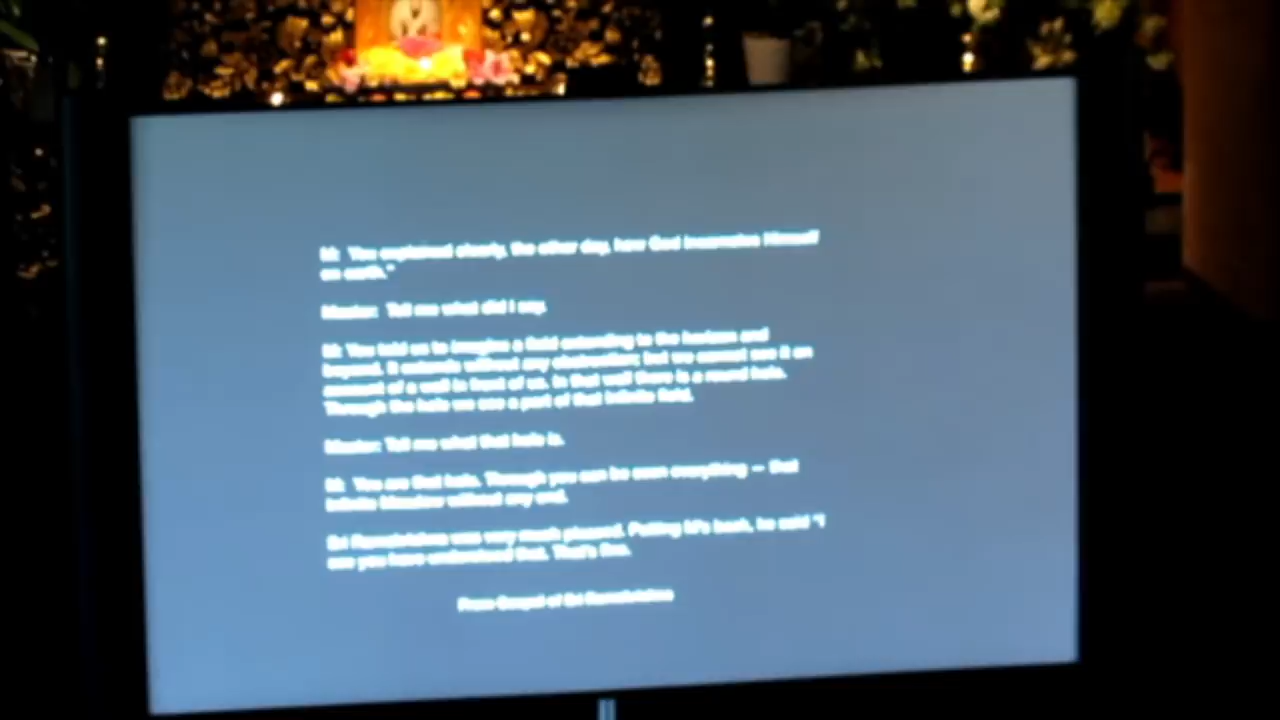 M: You explained clearly, the other day, how God incarnates Himself
on earth."
Master: Tell me what did I say.
M: You told us to imagine a field extending to the horizon and
beyond. It extends without any obstruction; but we cannot see it on
account of a wall in front of us. In that wall there is a round hole.
Through the hole we see a part of that infinite field.
Master: Tell me what that hole is.
M: You are that hole. Through you can be seen everything — that
Infinite Meadow without any end.
Sri Ramakrishna was very much pleased. Patting M's back, he said "I
see you have understood that. That's fine.
From Gospel of Sri Ramakrishna